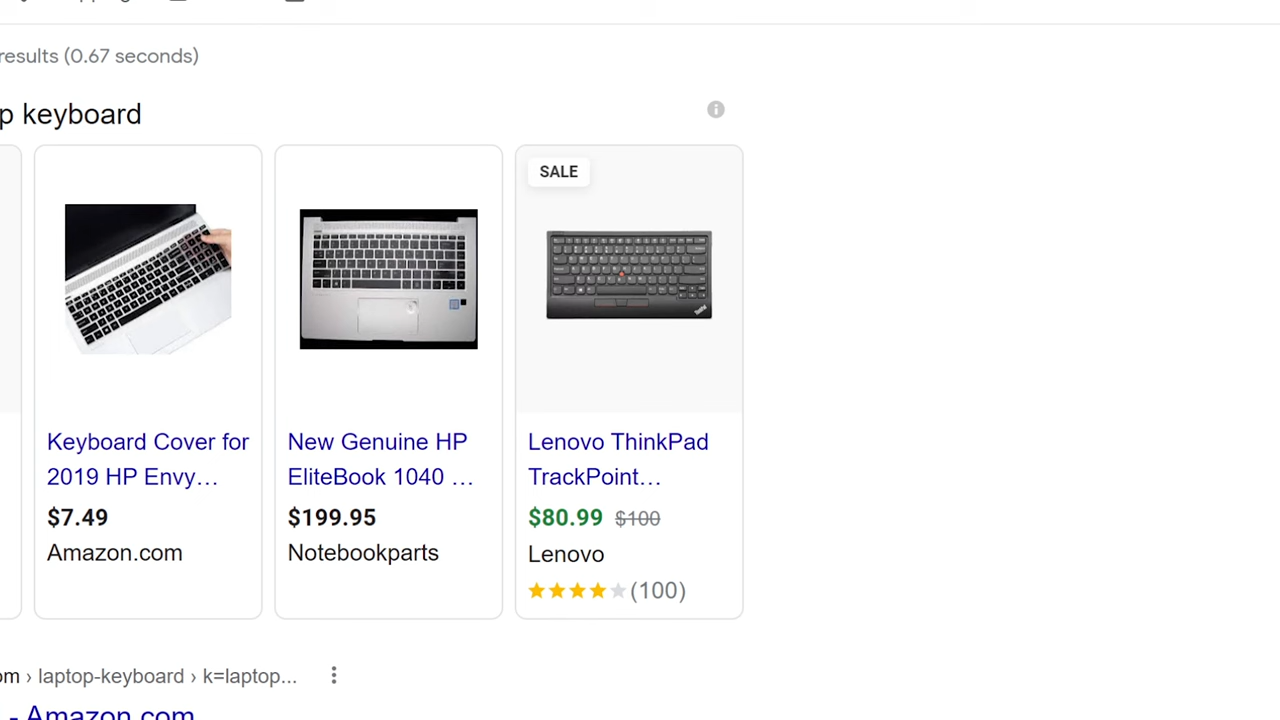 results (0.67 seconds)
p keyboard
SALE
Keyboard Cover for
2019 HP Envy…
$7.49
Amazon.com
New Genuine HP
EliteBook 1040 …
$199.95
Notebookparts
Lenovo ThinkPad
TrackPoint…
$80.99 $100
Lenovo
(100)
om › laptop-keyboard › k=laptop...
- Amazon.com